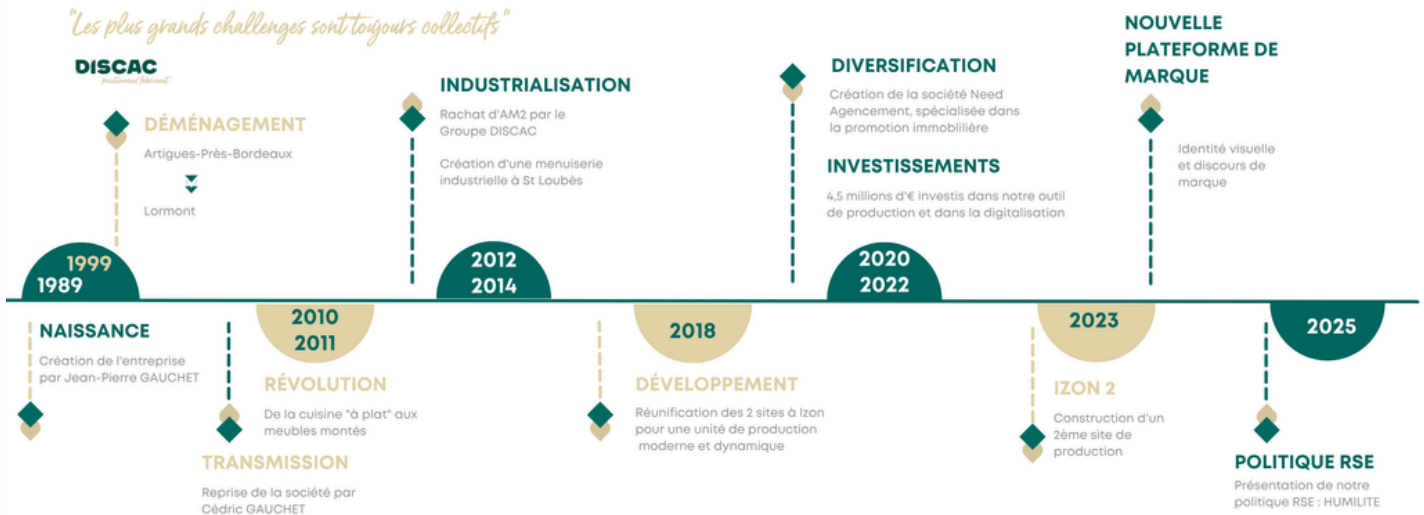 "Les plus grands challenges sont toujours collectifs"
DISCAC
DÉMÉNAGEMENT
Artigues-Près-Bordeaux
Lormont
1999
1989
NAISSANCE
Création de l'entreprise
par Jean-Pierre GAUCHET
2010
2011
RÉVOLUTION
De la cuisine "à plat" aux
meubles montés
TRANSMISSION
Reprise de la société par
Cédric GAUCHET
INDUSTRIALISATION
Rachat d'AM2 par le
Groupe DISCAC
Création d'une menuiserie
industrielle à St Loubès
2012
2014
2018
DÉVELOPPEMENT
Réunification des 2 sites à Izon
pour une unité de production
moderne et dynamique
DIVERSIFICATION
Création de la société Need
Agencement, spécialisée dans
la promotion immoblilière
INVESTISSEMENTS
4,5 millions d'€ investis dans notre outil
de production et dans la digitalisation
2020
2022
2023
IZON 2
Construction d'un
2ème site de
production
NOUVELLE
PLATEFORME DE
MARQUE
Identité visuelle
et discours de
marque
2025
POLITIQUE RSE
Présentation de notre
politique RSE : HUMILITE